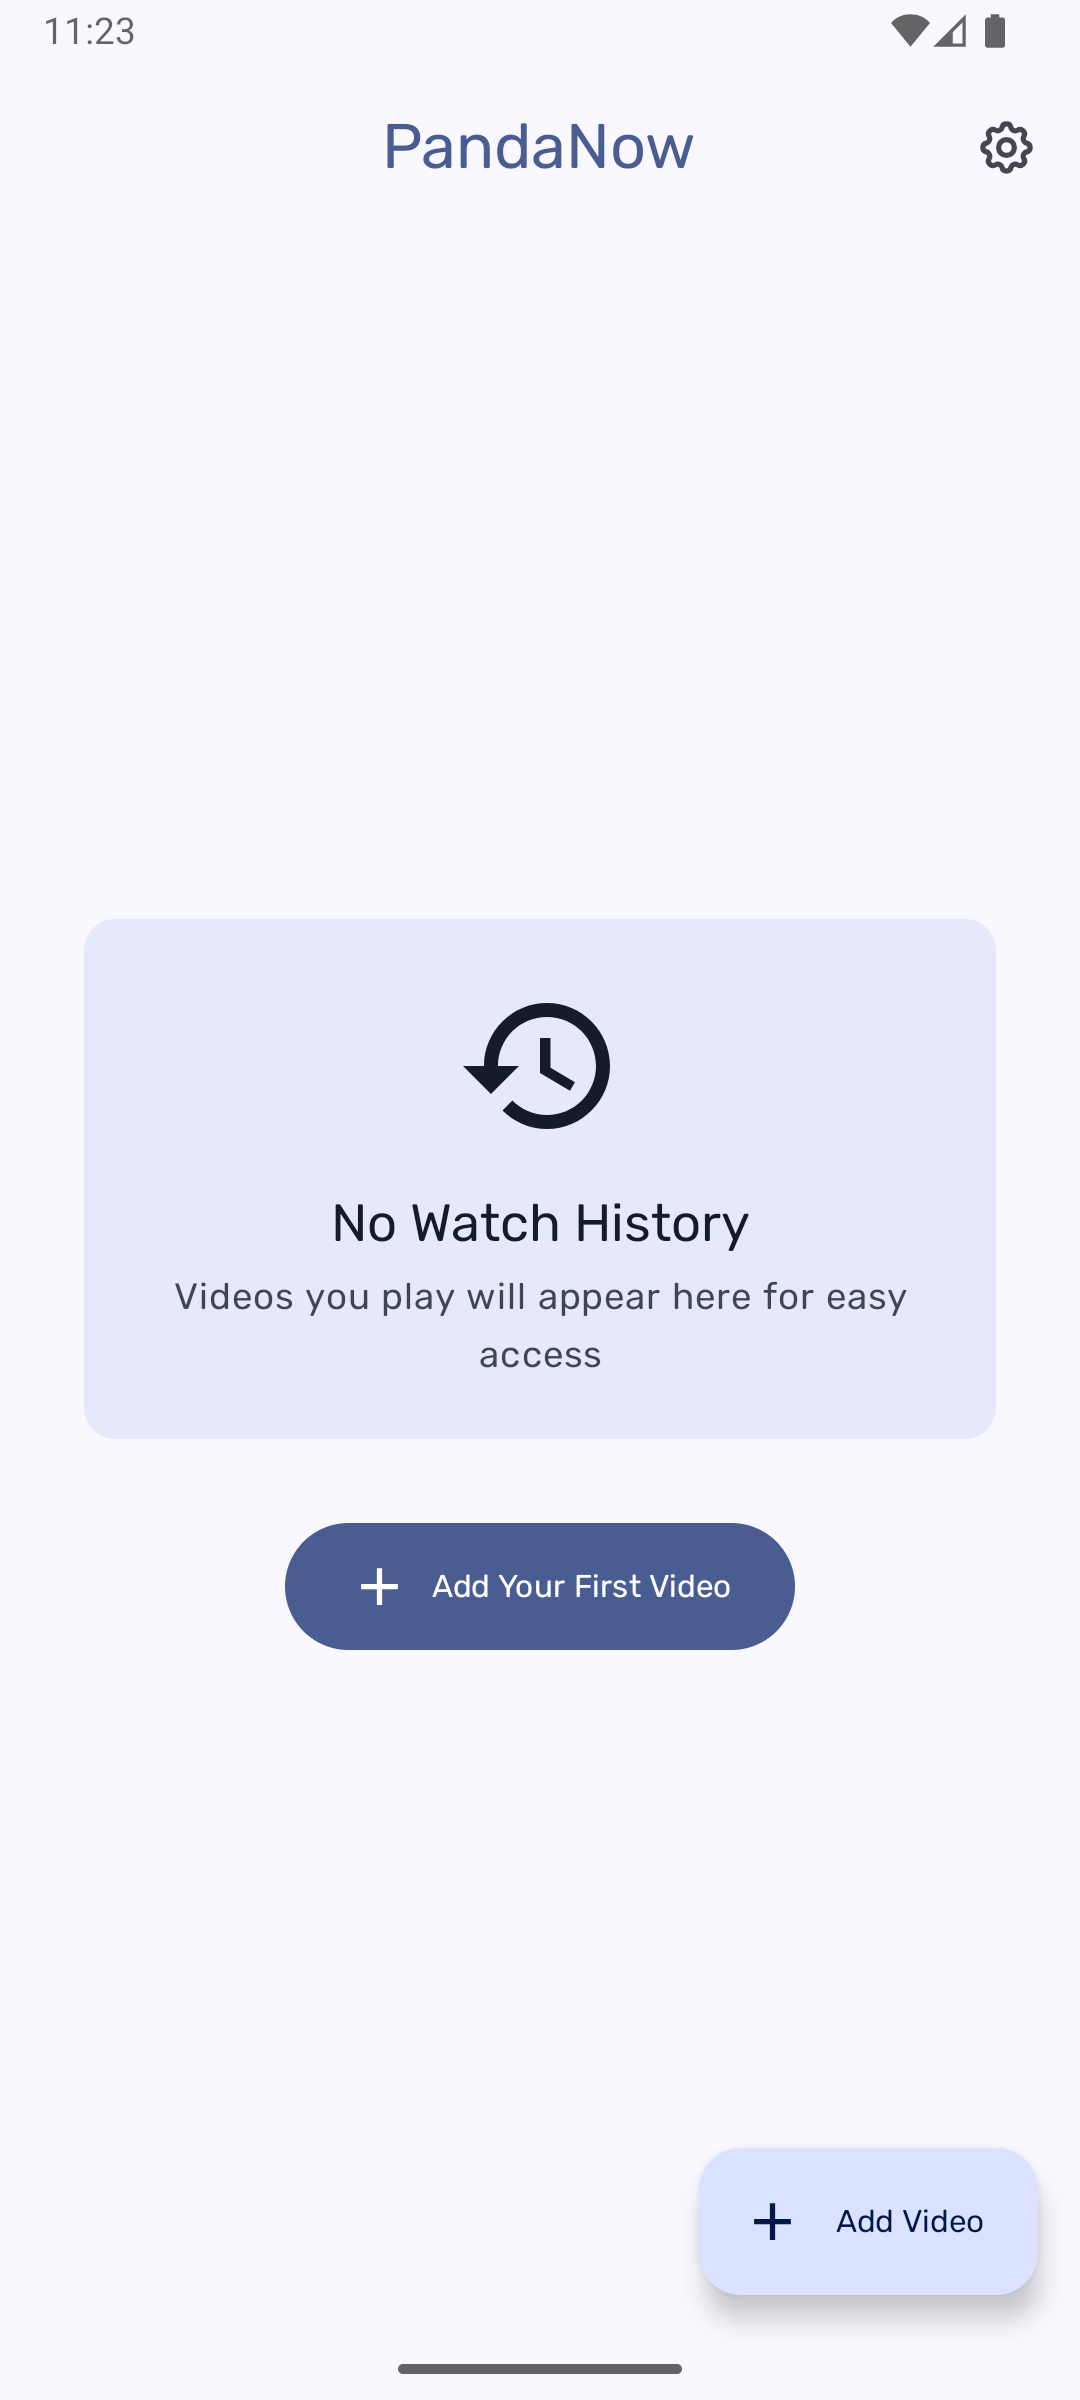 11:23
PandaNow
No Watch History
Videos you play will appear here for easy
access
Add Your First Video
Add Video